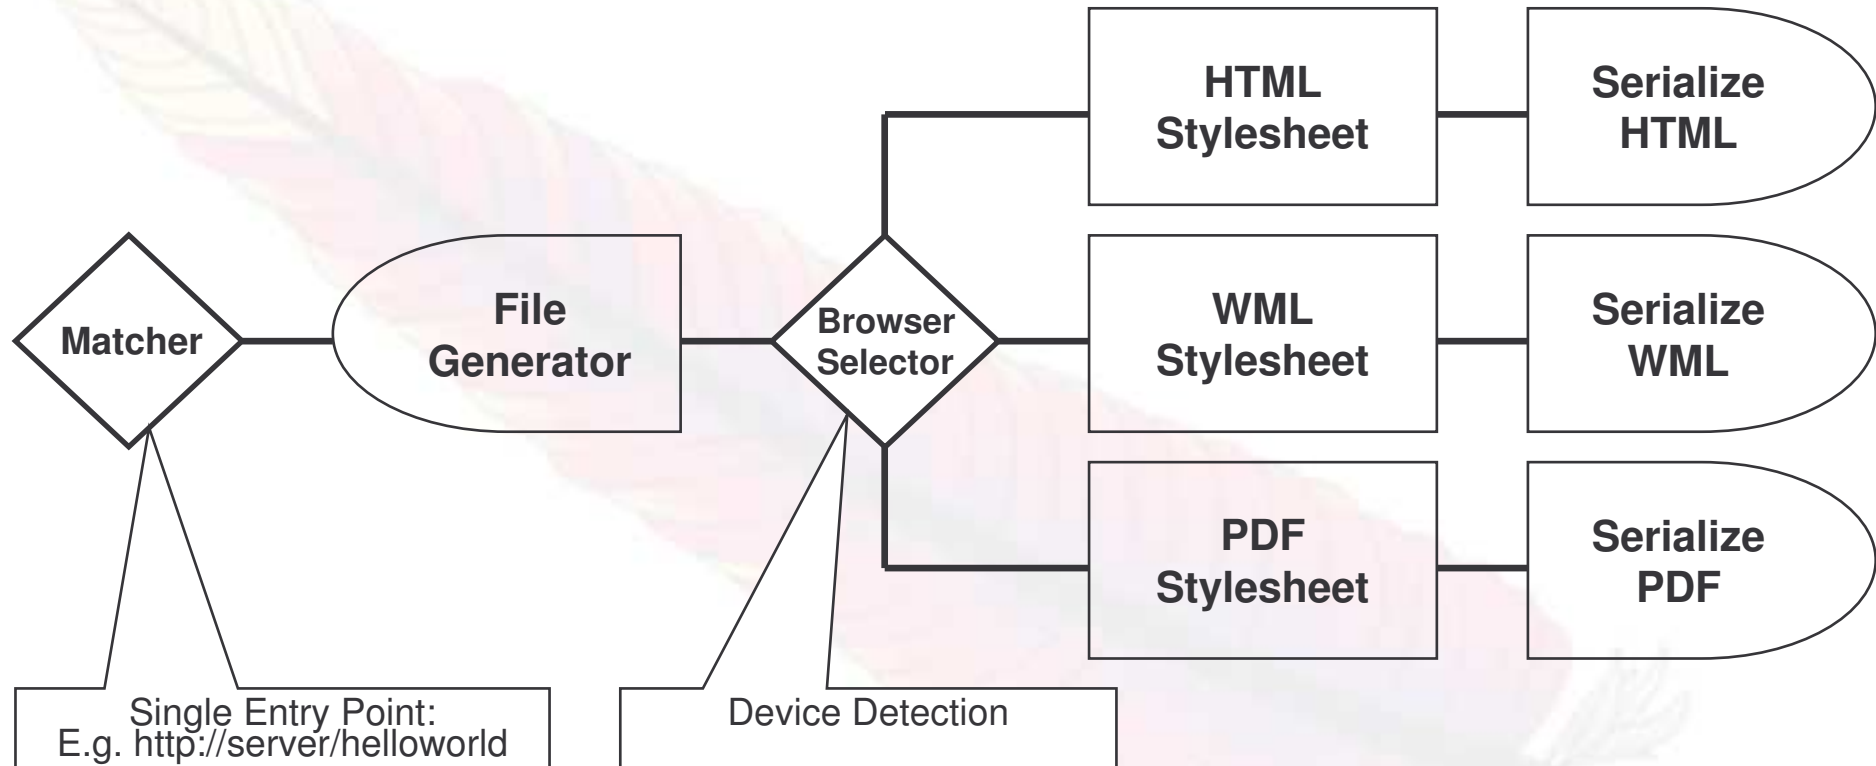 HTML
Stylesheet
Serialize
HTML
Matcher
File
Generator
Browser
Selector
WML
Stylesheet
Serialize
WML
PDF
Stylesheet
Serialize
PDF
Single Entry Point:
E.g. http://server/helloworld
Device Detection